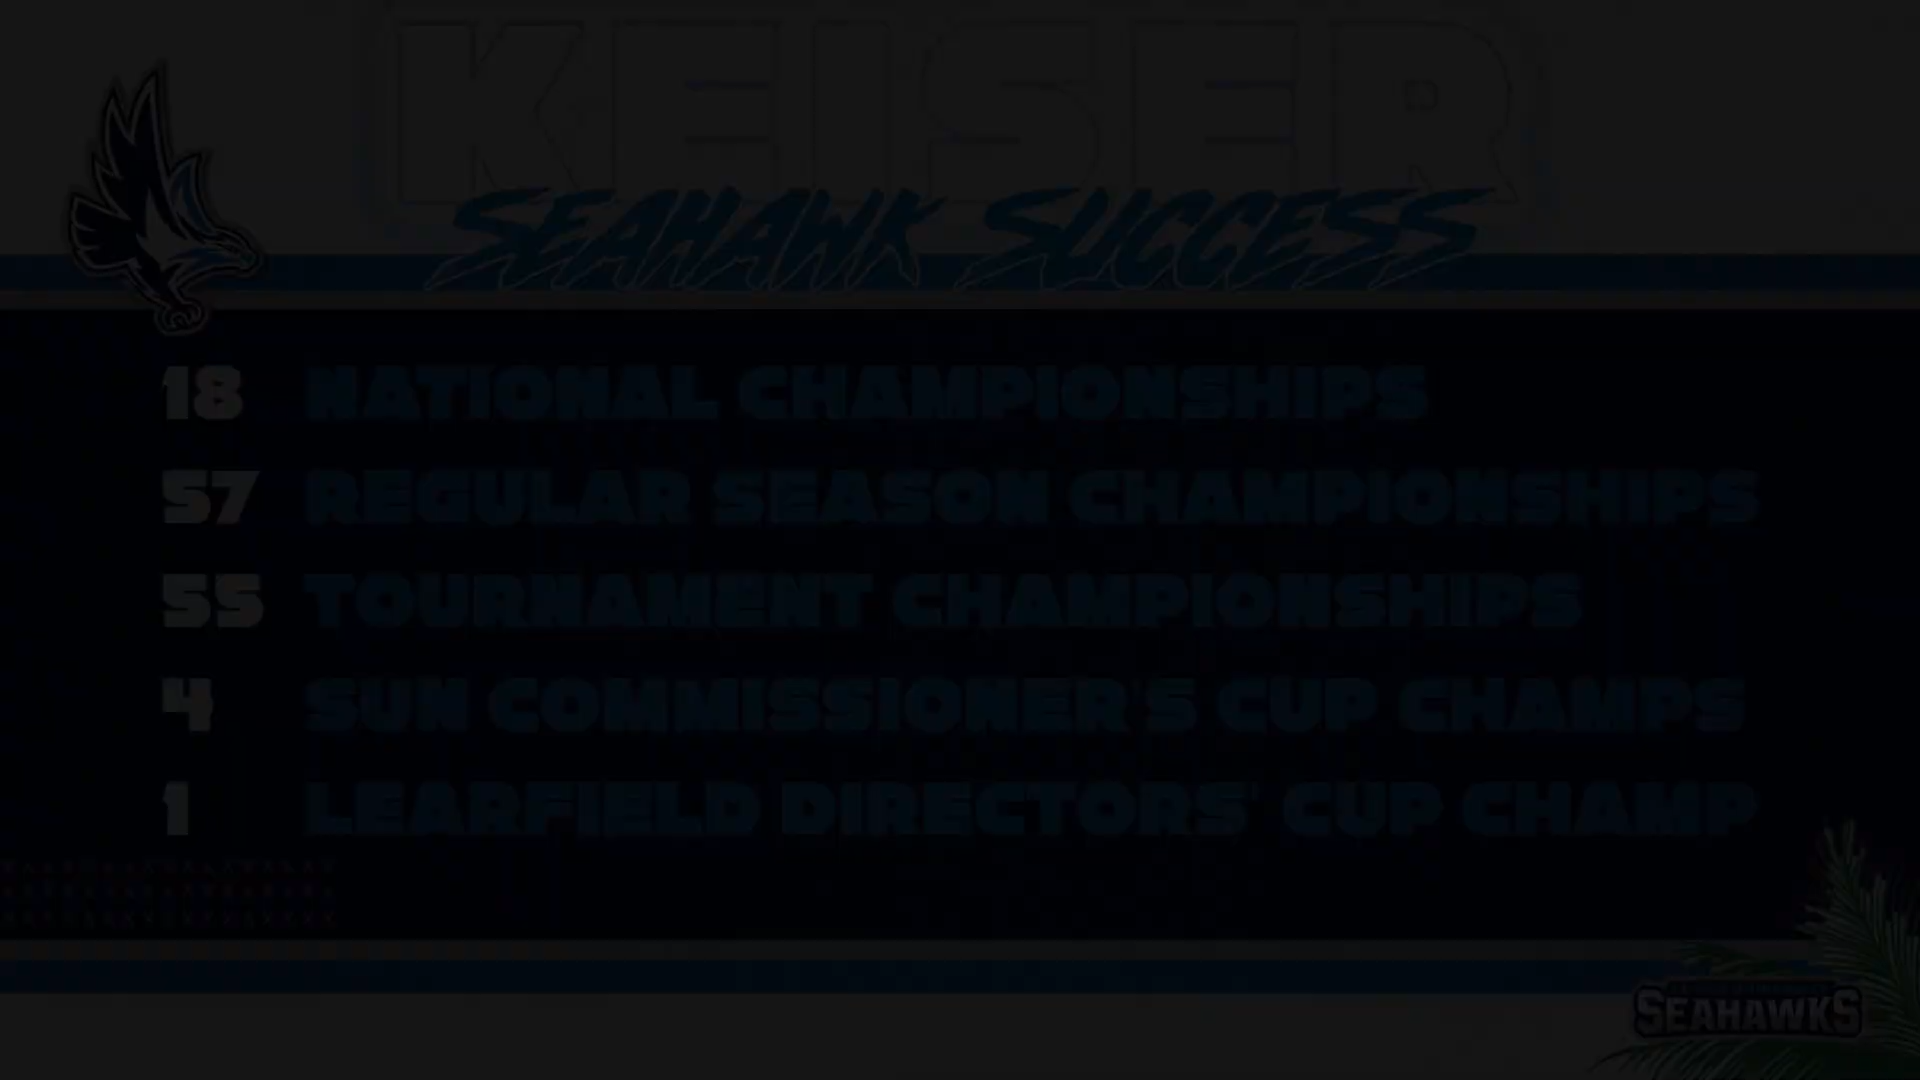 KEISER
SEAHAWK SUCCESS
18 NATIONAL CHAMPIONSHIPS
57 REGULAR SEASON CHAMPIONSHIPS
55 TOURNAMENT CHAMPIONSHIPS
4 SUN COMMISSIONER'S CUP CHAMPS
1 LEARFIELD DIRECTORS' CUP CHAMP
SEAHAWKS